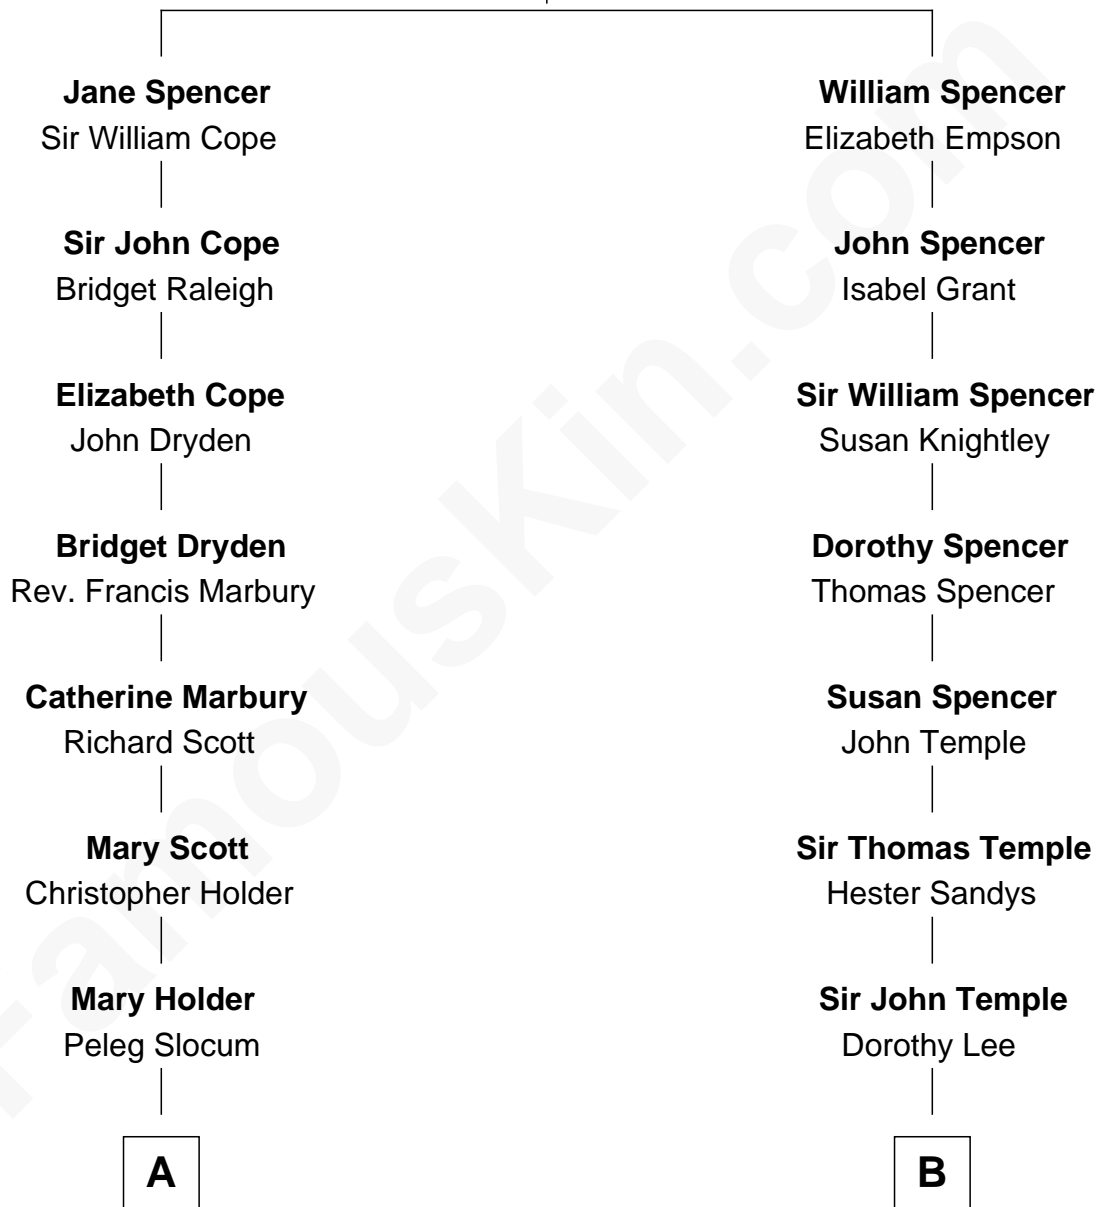 Jane Spencer
Sir William Cope
Sir John Cope
Bridget Raleigh
Elizabeth Cope
John Dryden
Bridget Dryden
Rev. Francis Marbury
Catherine Marbury
Richard Scott
Mary Scott
Christopher Holder
Mary Holder
Peleg Slocum
A
William Spencer
Elizabeth Empson
John Spencer
Isabel Grant
Sir William Spencer
Susan Knightley
Dorothy Spencer
Thomas Spencer
Susan Spencer
John Temple
Sir Thomas Temple
Hester Sandys
Sir John Temple
Dorothy Lee
B
FamousKin.com